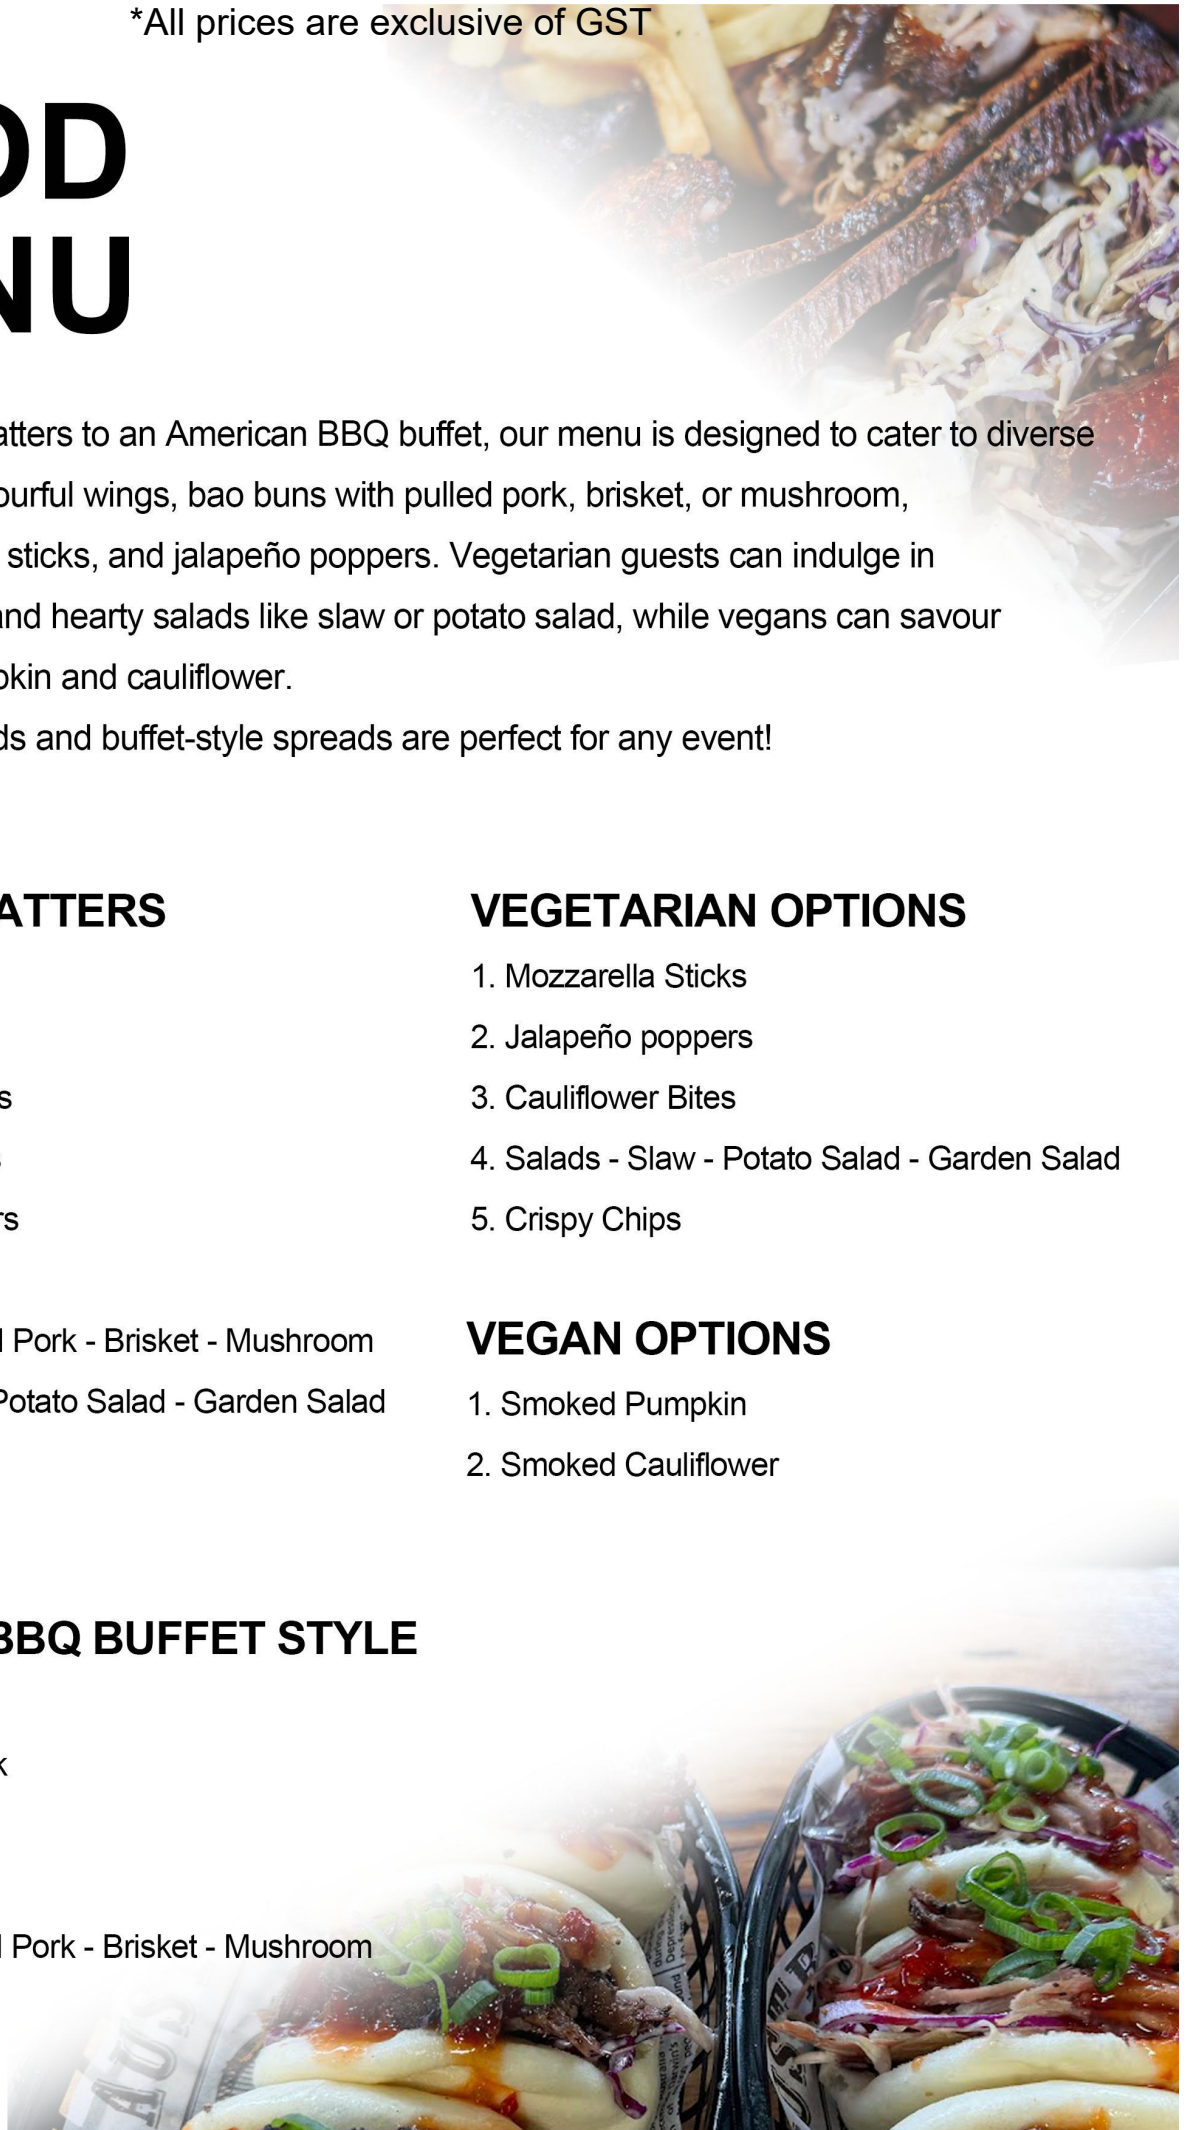 *All prices are exclusive of GST
OD
NU
atters to an American BBQ buffet, our menu is designed to cater to diverse
ourful wings, bao buns with pulled pork, brisket, or mushroom,
sticks, and jalapeño poppers. Vegetarian guests can indulge in
and hearty salads like slaw or potato salad, while vegans can savour
pkin and cauliflower.
ds and buffet-style spreads are perfect for any event!
ATTERS
s
s
rs
l Pork - Brisket - Mushroom
Potato Salad - Garden Salad
VEGETARIAN OPTIONS
1. Mozzarella Sticks
2. Jalapeño poppers
3. Cauliflower Bites
4. Salads - Slaw - Potato Salad - Garden Salad
5. Crispy Chips
VEGAN OPTIONS
1. Smoked Pumpkin
2. Smoked Cauliflower
BBQ BUFFET STYLE
k
l Pork - Brisket - Mushroom
AUS